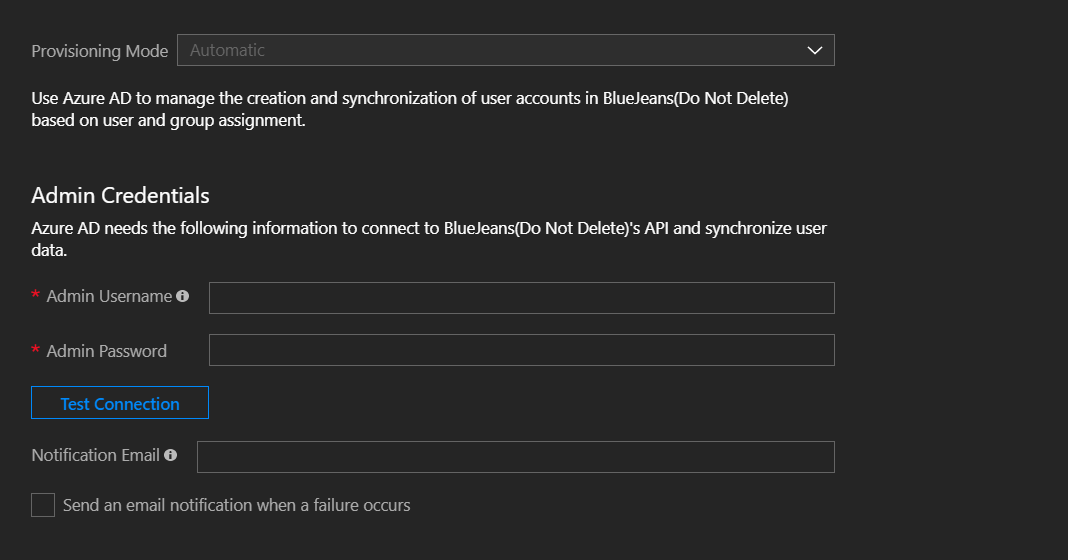 Provisioning Mode Automatic
Use Azure AD to manage the creation and synchronization of user accounts in BlueJeans(Do Not Delete)
based on user and group assignment.
Admin Credentials
Azure AD needs the following information to connect to BlueJeans(Do Not Delete)'s API and synchronize user
data.
* Admin Username
* Admin Password
Test Connection
Notification Email
Send an email notification when a failure occurs